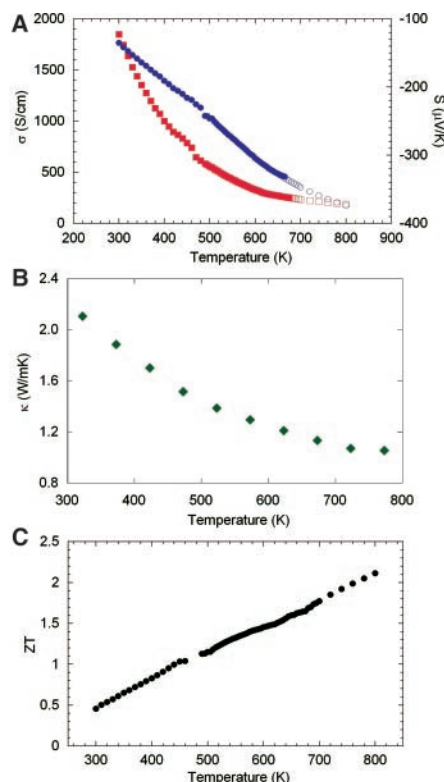 A
2000
1500
1000
500
0
σ (S/cm)
-100
-200
-300
-400
S (μV/K)
200 300 400 500 600 700 800 900
Temperature (K)
B
2.4
2.0
1.6
1.2
0.8
κ (W/mK)
300 400 500 600 700 800
Temperature (K)
C
2.5
2
1.5
1
0.5
0
ZT
300 400 500 600 700 800
Temperature (K)